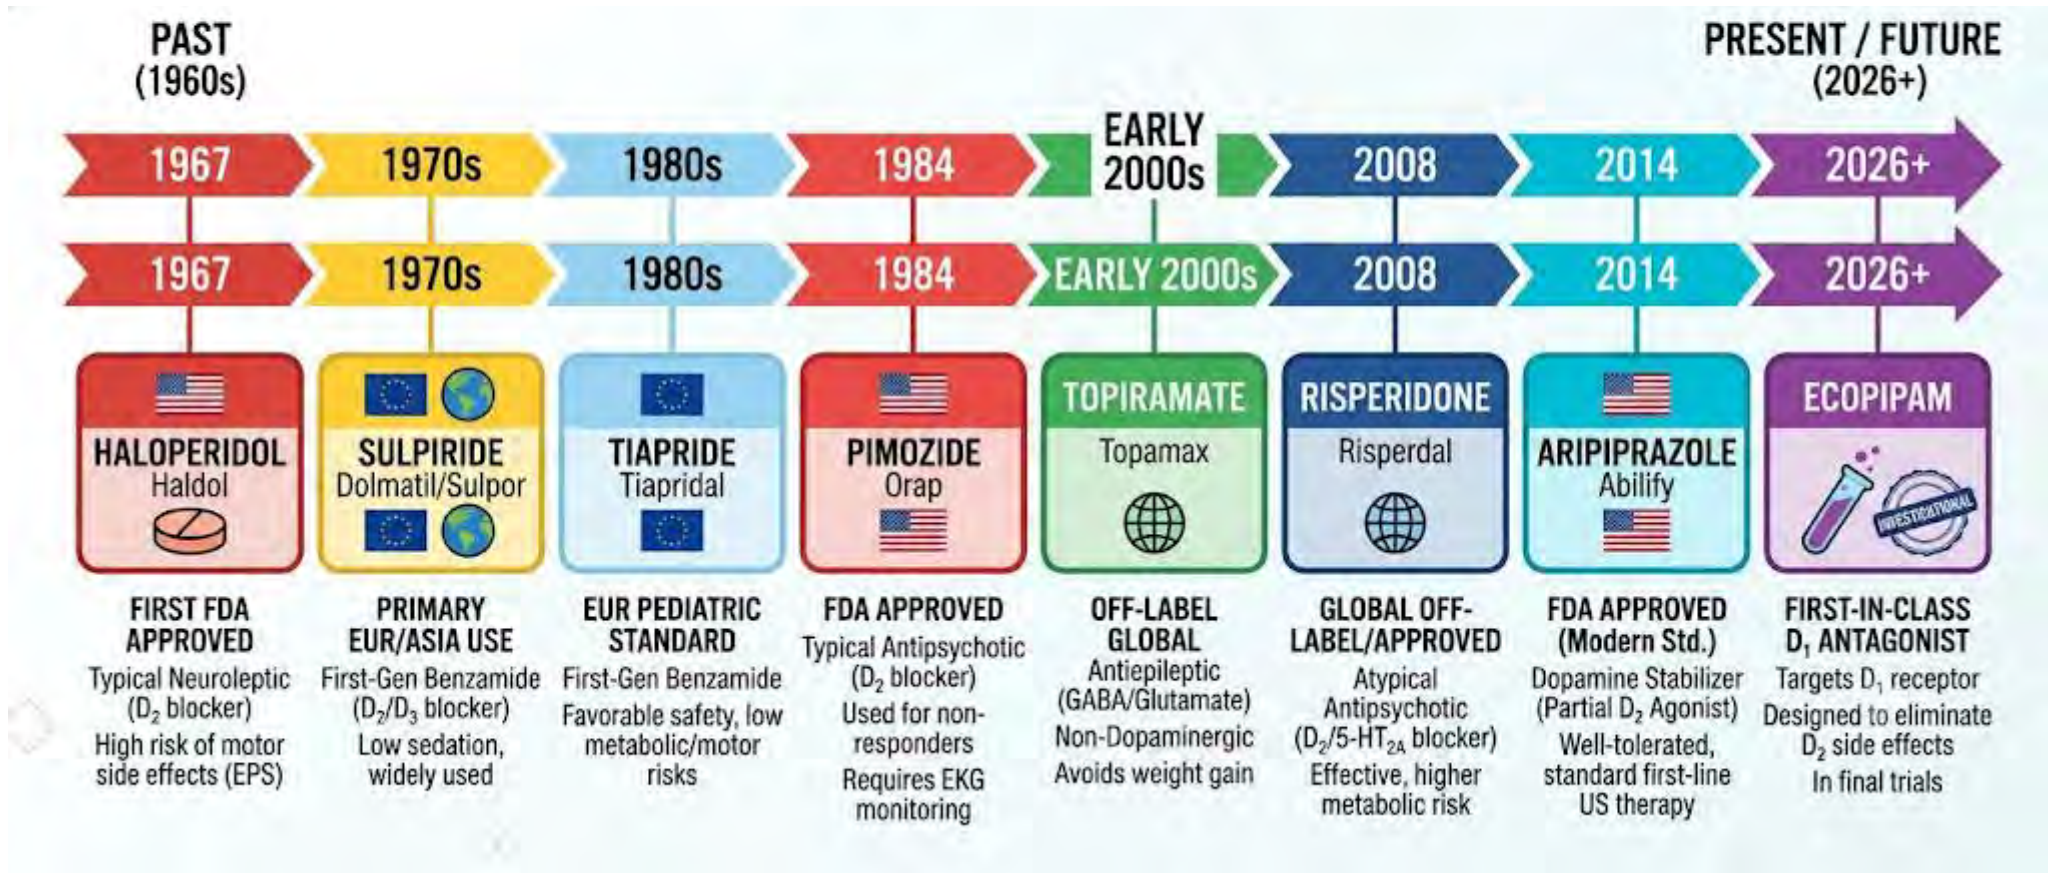 PAST
(1960s)
PRESENT / FUTURE
(2026+)
1967
1970s
1980s
1984
EARLY
2000s
2008
2014
2026+
1967
1970s
1980s
1984
EARLY 2000s
2008
2014
2026+
HALOPERIDOL
Haldol
SULPIRIDE
Dolmatil/Sulpor
TIAPRIDE
Tiapridal
PIMOZIDE
Orap
TOPIRAMATE
Topamax
RISPERIDONE
Risperdal
ARIPIPRAZOLE
Abilify
ECOPIPAM
INVESTIGATIONAL
FIRST FDA
APPROVED
Typical Neuroleptic
(D₂ blocker)
High risk of motor
side effects (EPS)
PRIMARY
EUR/ASIA USE
First-Gen Benzamide
(D₂/D₃ blocker)
Low sedation,
widely used
EUR PEDIATRIC
STANDARD
First-Gen Benzamide
Favorable safety, low
metabolic/motor
risks
FDA APPROVED
Typical Antipsychotic
(D₂ blocker)
Used for non-
responders
Requires EKG
monitoring
OFF-LABEL
GLOBAL
Antiepileptic
(GABA/Glutamate)
Non-Dopaminergic
Avoids weight gain
GLOBAL OFF-
LABEL/APPROVED
Atypical
Antipsychotic
(D₂/5-HT₂A blocker)
Effective, higher
metabolic risk
FDA APPROVED
(Modern Std.)
Dopamine Stabilizer
(Partial D₂ Agonist)
Well-tolerated,
standard first-line
US therapy
FIRST-IN-CLASS
D₁ ANTAGONIST
Targets D₁ receptor
Designed to eliminate
D₂ side effects
In final trials